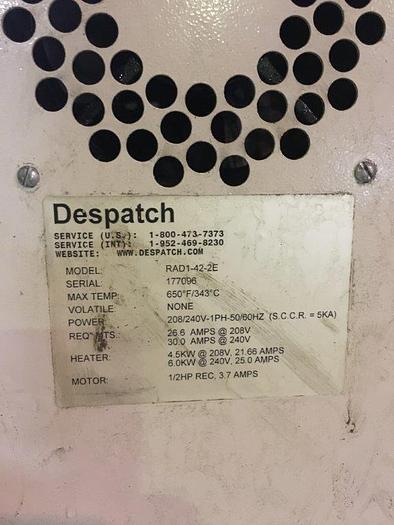 Despatch
SERVICE (U.S.): 1-800-473-7373
SERVICE (INT): 1-952-469-8230
WEBSITE: WWW.DESPATCH.COM
MODEL: RAD1-42-2E
SERIAL: 177096
MAX TEMP: 650°F/343°C
VOLATILE: NONE
POWER 208/240V-1PH-50/60HZ (S.C.C.R. = 5KA)
26.6 AMPS @ 208V
30.0 AMPS @ 240V
HEATER: 4.5KW @ 208V, 21.66 AMPS
6.0KW @ 240V, 25.0 AMPS
MOTOR: 1/2HP REC, 3.7 AMPS